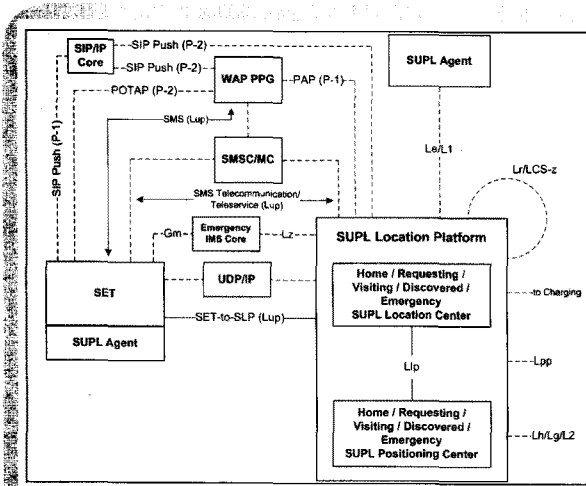 SIP/IP
Core
SIP Push (P-2)
SIP Push (P-2)
POTAP (P-2)
SMS (Lup)
SIP Push (P-1)
WAP PPG
PAP (P-1)
SUPL Agent
SMSC/MC
Le/L1
Lr/LCS-z
SMS Telecommunication/
Teleservice (Lup)
Gm
Emergency
IMS Core
Lz
SUPL Location Platform
SET
UDP/IP
Home / Requesting /
Visiting / Discovered /
Emergency
SUPL Location Center
to Charging
SET-to-SLP (Lup)
SUPL Agent
Llp
Lpp
Home / Requesting /
Visiting / Discovered /
Emergency
SUPL Positioning Center
Lh/Lg/L2